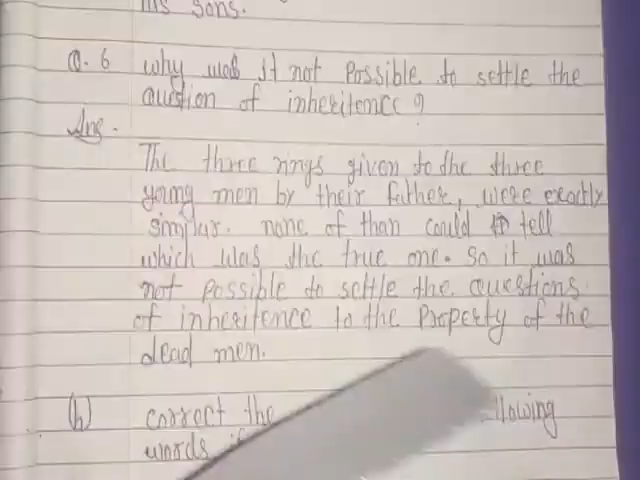 his sons.
Q. 6 why was it not possible to settle the
question of inheritence?
Ans.
The three rings given to the three
young men by their father, were exactly
similar. none of than could tell
which was the true one. so it was
not possible to settle the questions
of inheritence to the property of the
dead men.
(h) correct the llowing
words